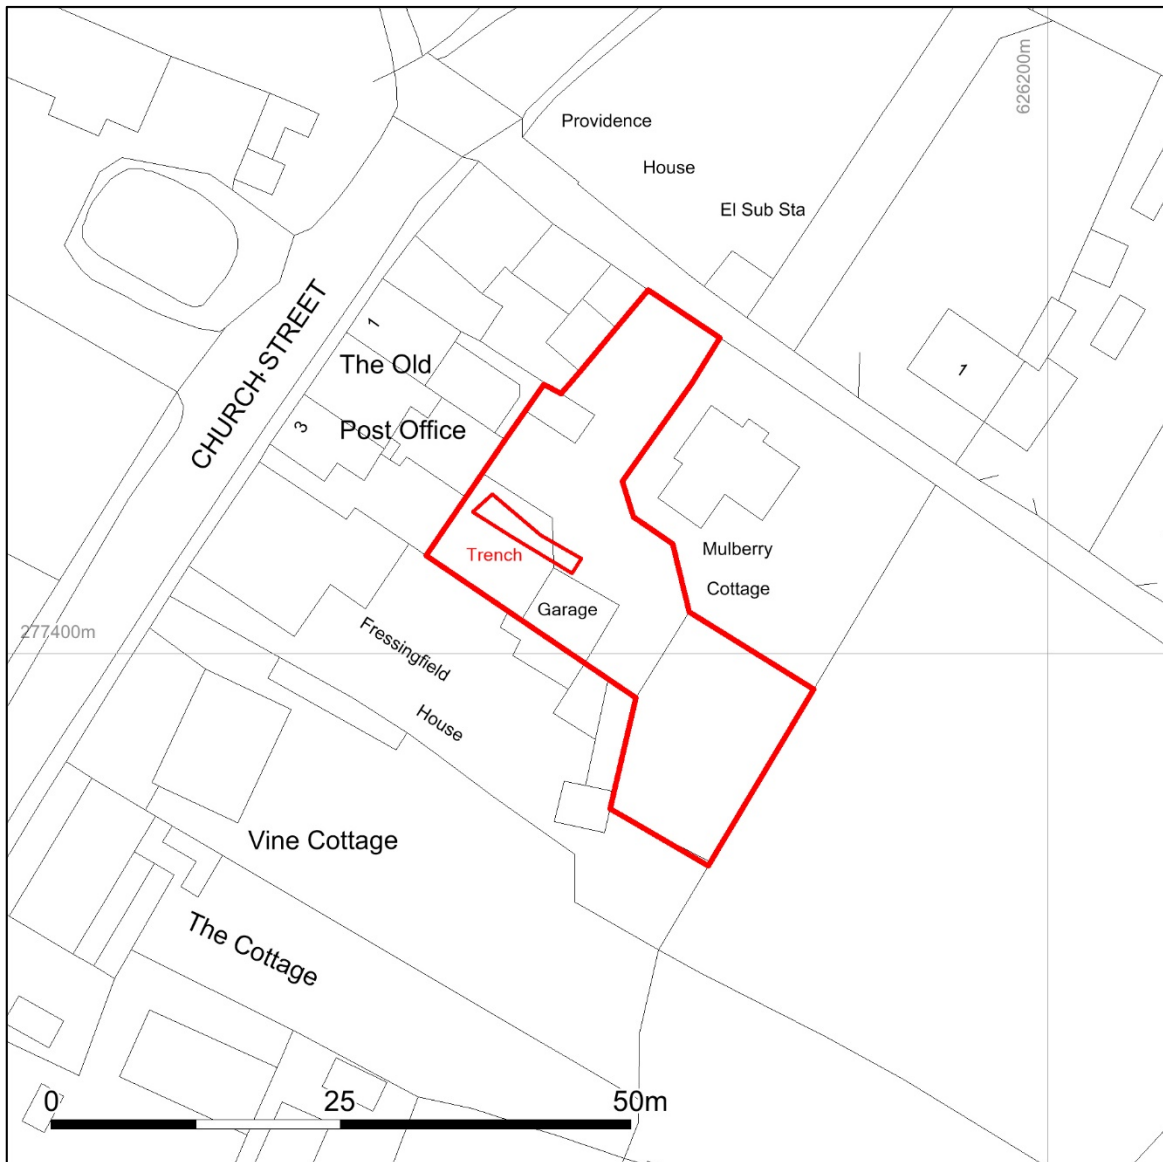 626200m
Providence
House
El Sub Sta
CHURCH STREET
1
The Old
3
Post Office
1
Trench
Mulberry
Cottage
Garage
277400m
Fressingfield
House
Vine Cottage
The Cottage
0 25 50m